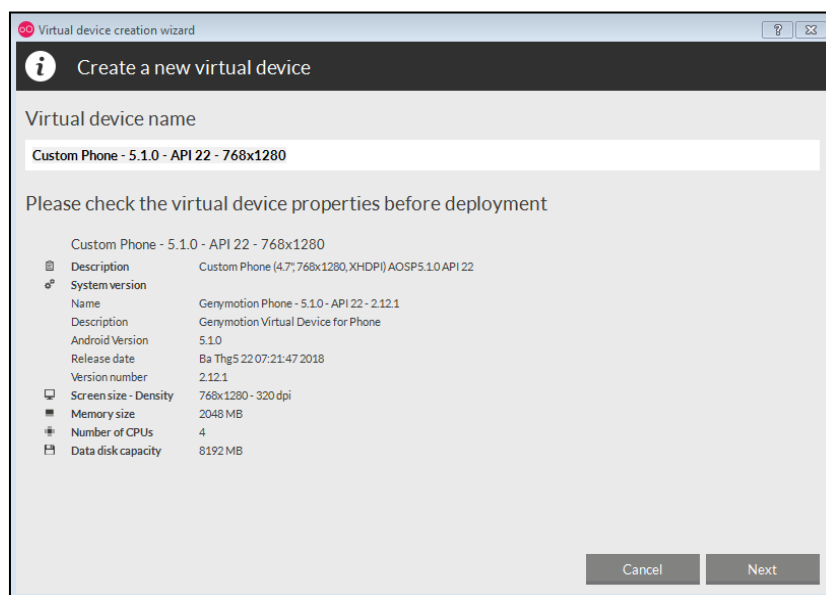 Virtual device creation wizard
Create a new virtual device
Virtual device name
Custom Phone - 5.1.0 - API 22 - 768x1280
Please check the virtual device properties before deployment
Custom Phone - 5.1.0 - API 22 - 768x1280
Description Custom Phone (4.7", 768x1280, XHDPI) AOSP 5.1.0 API 22
System version
Name Genymotion Phone - 5.1.0 - API 22 - 2.12.1
Description Genymotion Virtual Device for Phone
Android Version 5.1.0
Release date Ba Thg5 22 07:21:47 2018
Version number 2.12.1
Screen size - Density 768x1280 - 320 dpi
Memory size 2048 MB
Number of CPUs 4
Data disk capacity 8192 MB
Cancel Next